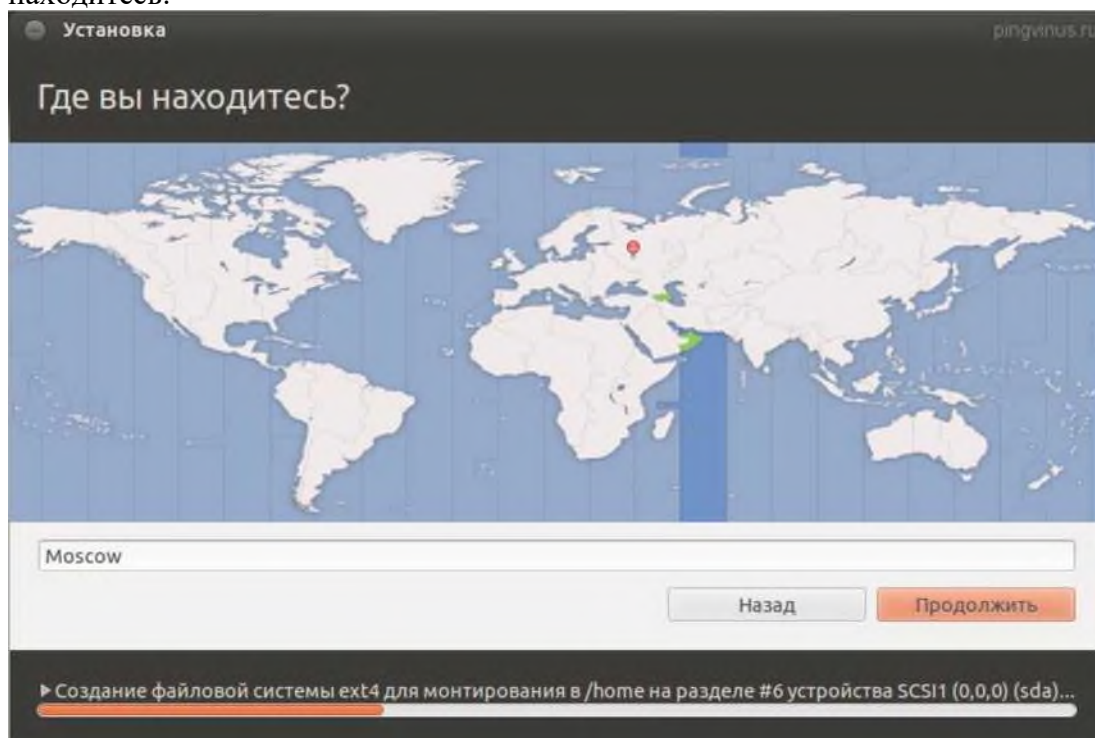 находитесь.
Установка
pingvinus.ru
Где вы находитесь?
Moscow
Назад
Продолжить
Создание файловой системы ext4 для монтирования в /home на разделе #6 устройства SCSI1 (0,0,0) (sda)...